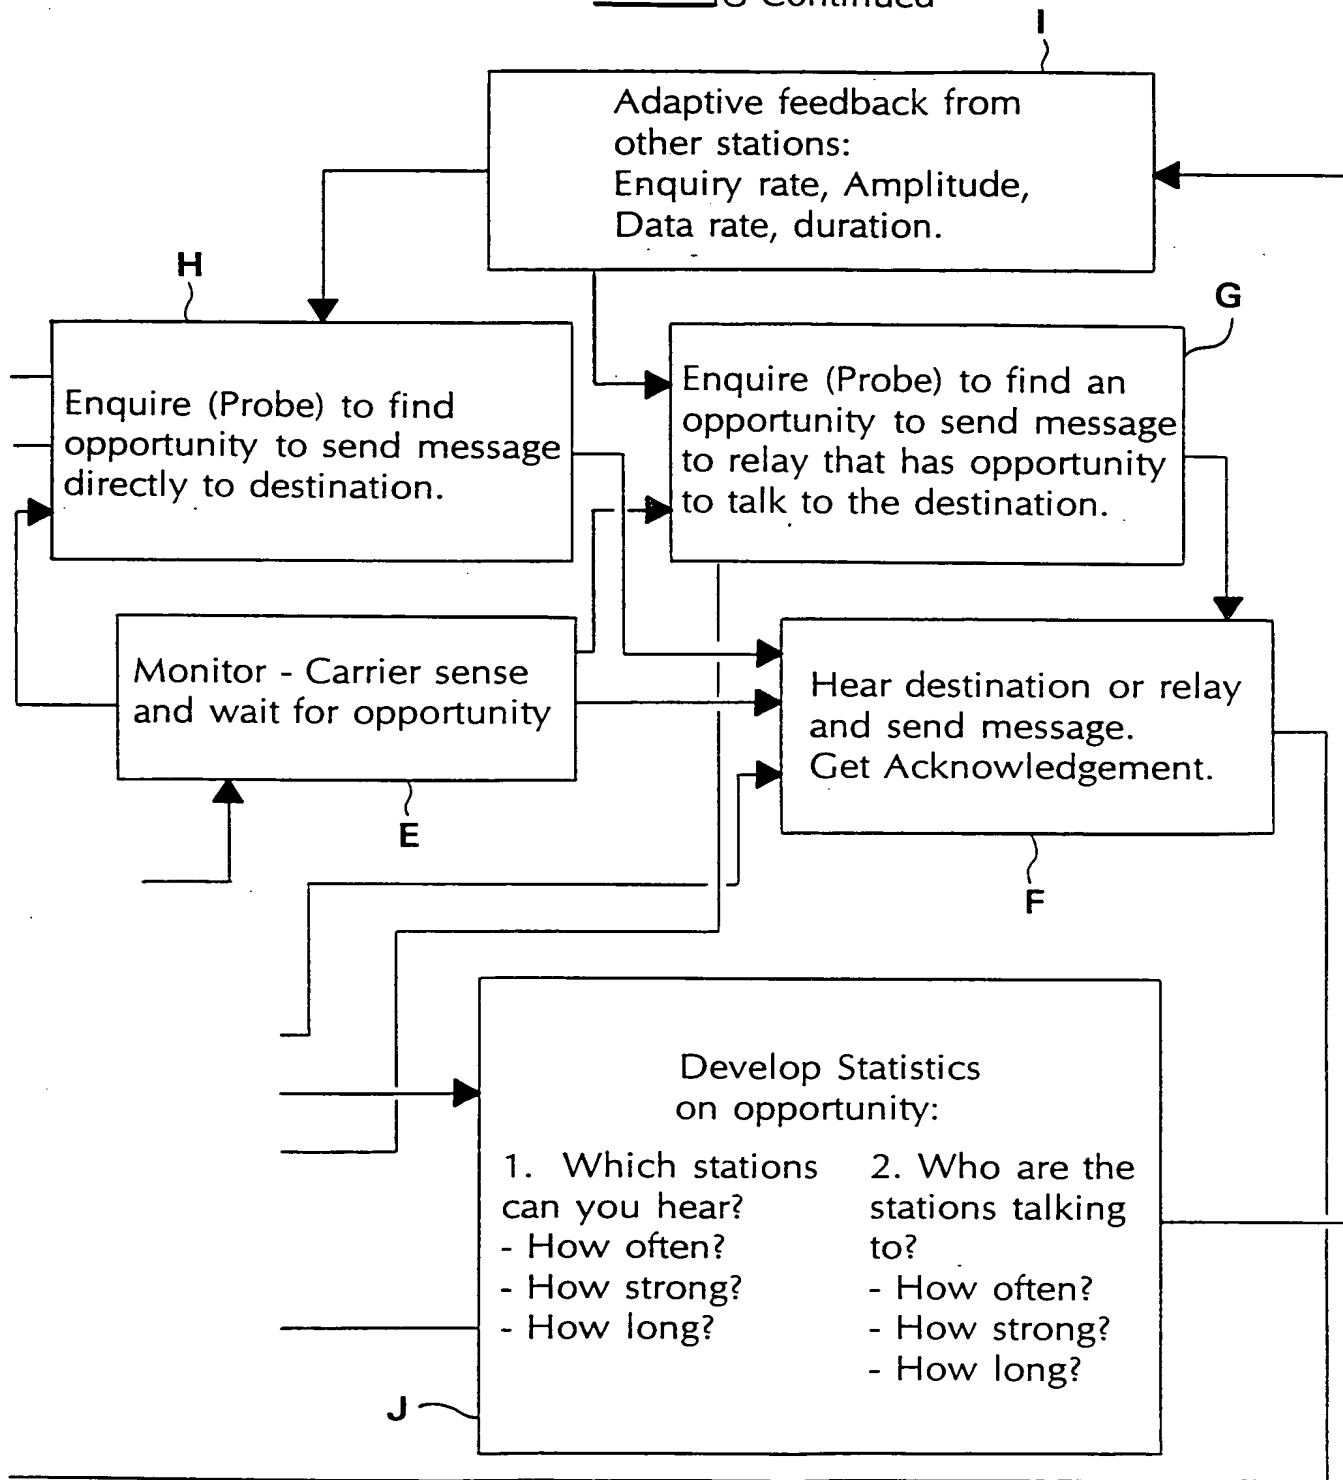 Continued
I
Adaptive feedback from
other stations:
Enquiry rate, Amplitude,
Data rate, duration.
H
G
Enquire (Probe) to find
opportunity to send message
directly to destination.
Enquire (Probe) to find an
opportunity to send message
to relay that has opportunity
to talk to the destination.
Monitor - Carrier sense
and wait for opportunity
E
Hear destination or relay
and send message.
Get Acknowledgement.
F
Develop Statistics
on opportunity:
1. Which stations
can you hear?
- How often?
- How strong?
- How long?
2. Who are the
stations talking
to?
- How often?
- How strong?
- How long?
J